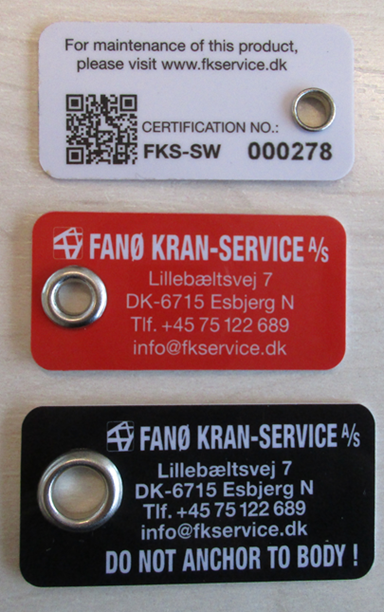 For maintenance of this product,
please visit www.fkservice.dk
CERTIFICATION NO.:
FKS-SW 000278
FANØ KRAN-SERVICE A/S
Lillebæltsvej 7
DK-6715 Esbjerg N
Tlf. +45 75 122 689
info@fkservice.dk
FANØ KRAN-SERVICE A/S
Lillebæltsvej 7
DK-6715 Esbjerg N
Tlf. +45 75 122 689
info@fkservice.dk
DO NOT ANCHOR TO BODY !